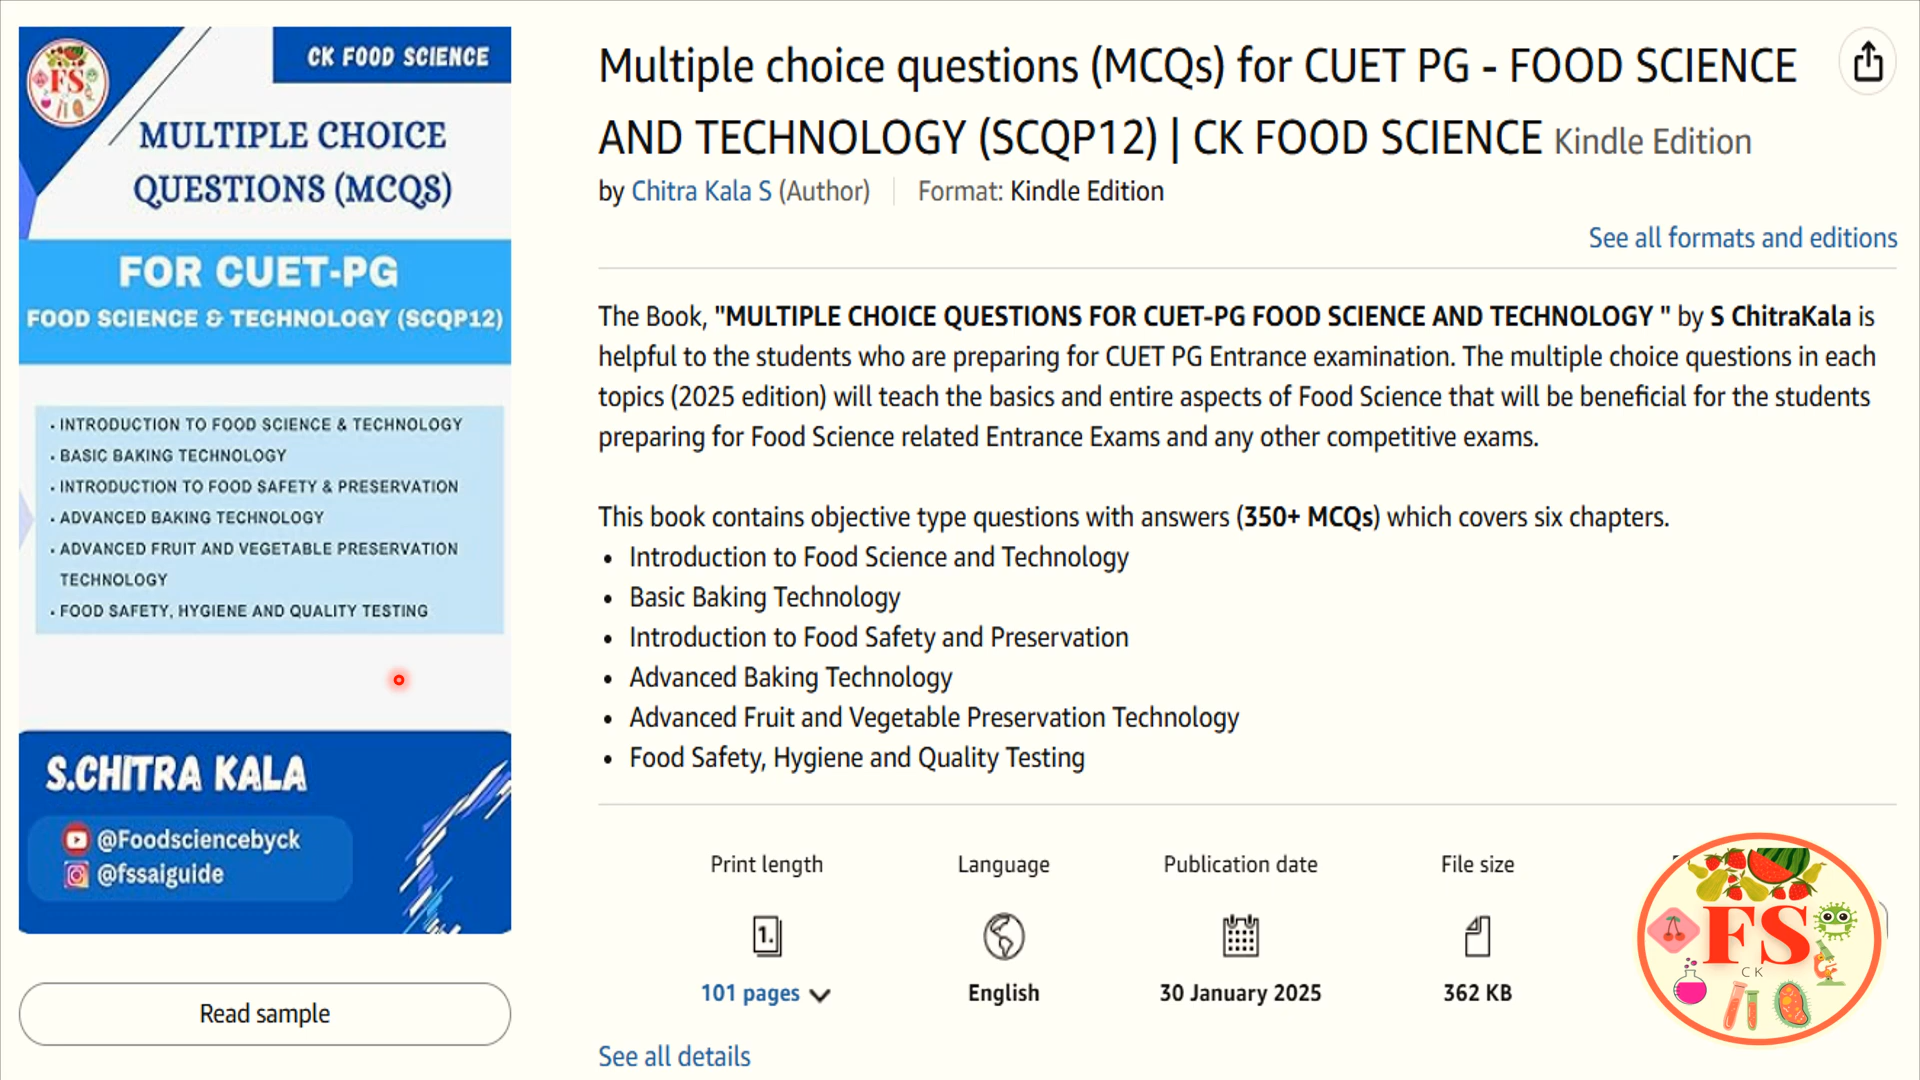 FS
CK FOOD SCIENCE
MULTIPLE CHOICE
QUESTIONS (MCQS)
FOR CUET-PG
FOOD SCIENCE & TECHNOLOGY (SCQP12)
• INTRODUCTION TO FOOD SCIENCE & TECHNOLOGY
• BASIC BAKING TECHNOLOGY
• INTRODUCTION TO FOOD SAFETY & PRESERVATION
• ADVANCED BAKING TECHNOLOGY
• ADVANCED FRUIT AND VEGETABLE PRESERVATION
TECHNOLOGY
• FOOD SAFETY, HYGIENE AND QUALITY TESTING
S.CHITRA KALA
@Foodsciencebyck
@fssaiguide
Read sample
Multiple choice questions (MCQs) for CUET PG - FOOD SCIENCE
AND TECHNOLOGY (SCQP12) | CK FOOD SCIENCE Kindle Edition
by Chitra Kala S (Author) Format: Kindle Edition
See all formats and editions
The Book, "MULTIPLE CHOICE QUESTIONS FOR CUET-PG FOOD SCIENCE AND TECHNOLOGY " by S ChitraKala is
helpful to the students who are preparing for CUET PG Entrance examination. The multiple choice questions in each
topics (2025 edition) will teach the basics and entire aspects of Food Science that will be beneficial for the students
preparing for Food Science related Entrance Exams and any other competitive exams.
This book contains objective type questions with answers (350+ MCQs) which covers six chapters.
• Introduction to Food Science and Technology
• Basic Baking Technology
• Introduction to Food Safety and Preservation
• Advanced Baking Technology
• Advanced Fruit and Vegetable Preservation Technology
• Food Safety, Hygiene and Quality Testing
Print length Language Publication date File size
1.
101 pages English 30 January 2025 362 KB
See all details
FS
CK